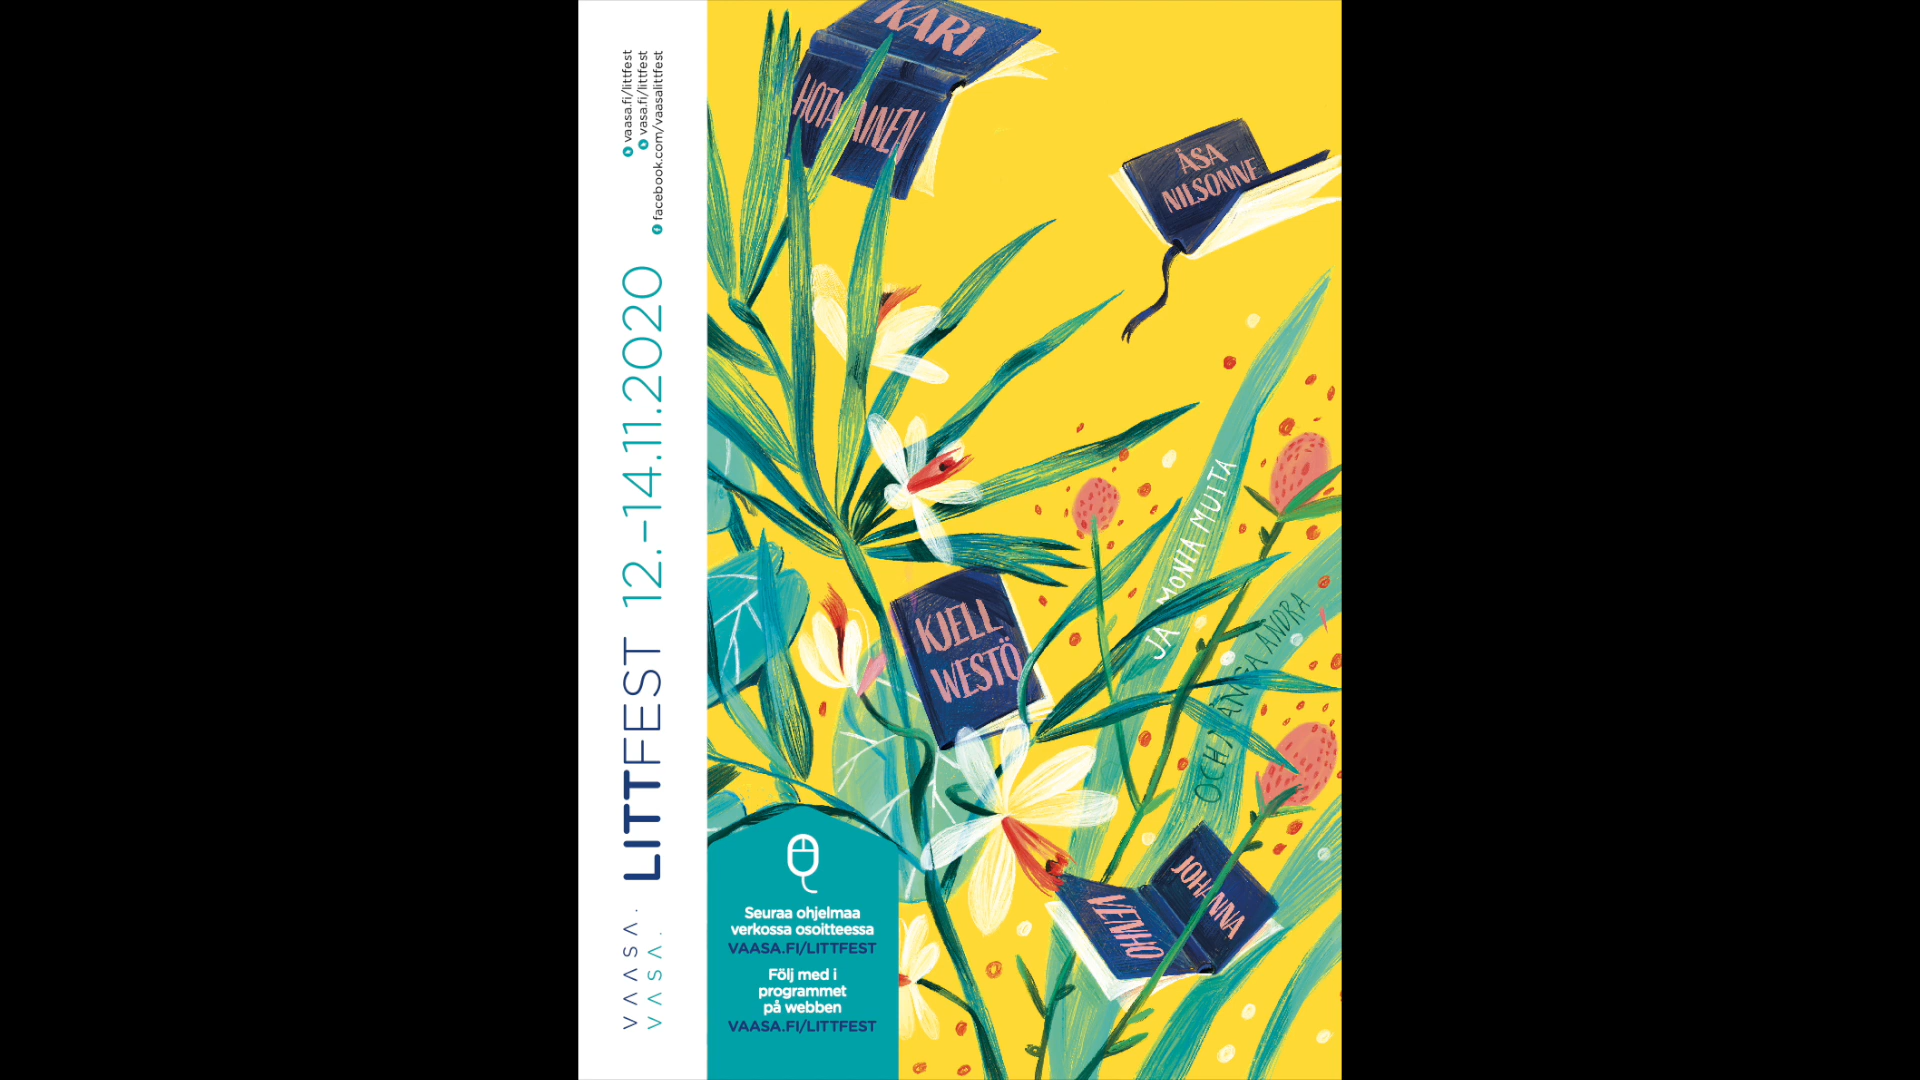 VAASA. LITTFEST 12.–14.11.2020
VASA.
vaasa.fi/littfest
vasa.fi/littfest
facebook.com/vaasalittfest
KARI
HOTAKAINEN
ÅSA
NILSONNE
JA MONIA MUITA
OCH MÅNGA ANDRA
KJELL
WESTÖ
JOHANNA
VENHO
Seuraa ohjelmaa
verkossa osoitteessa
VAASA.FI/LITTFEST
Följ med i
programmet
på webben
VAASA.FI/LITTFEST